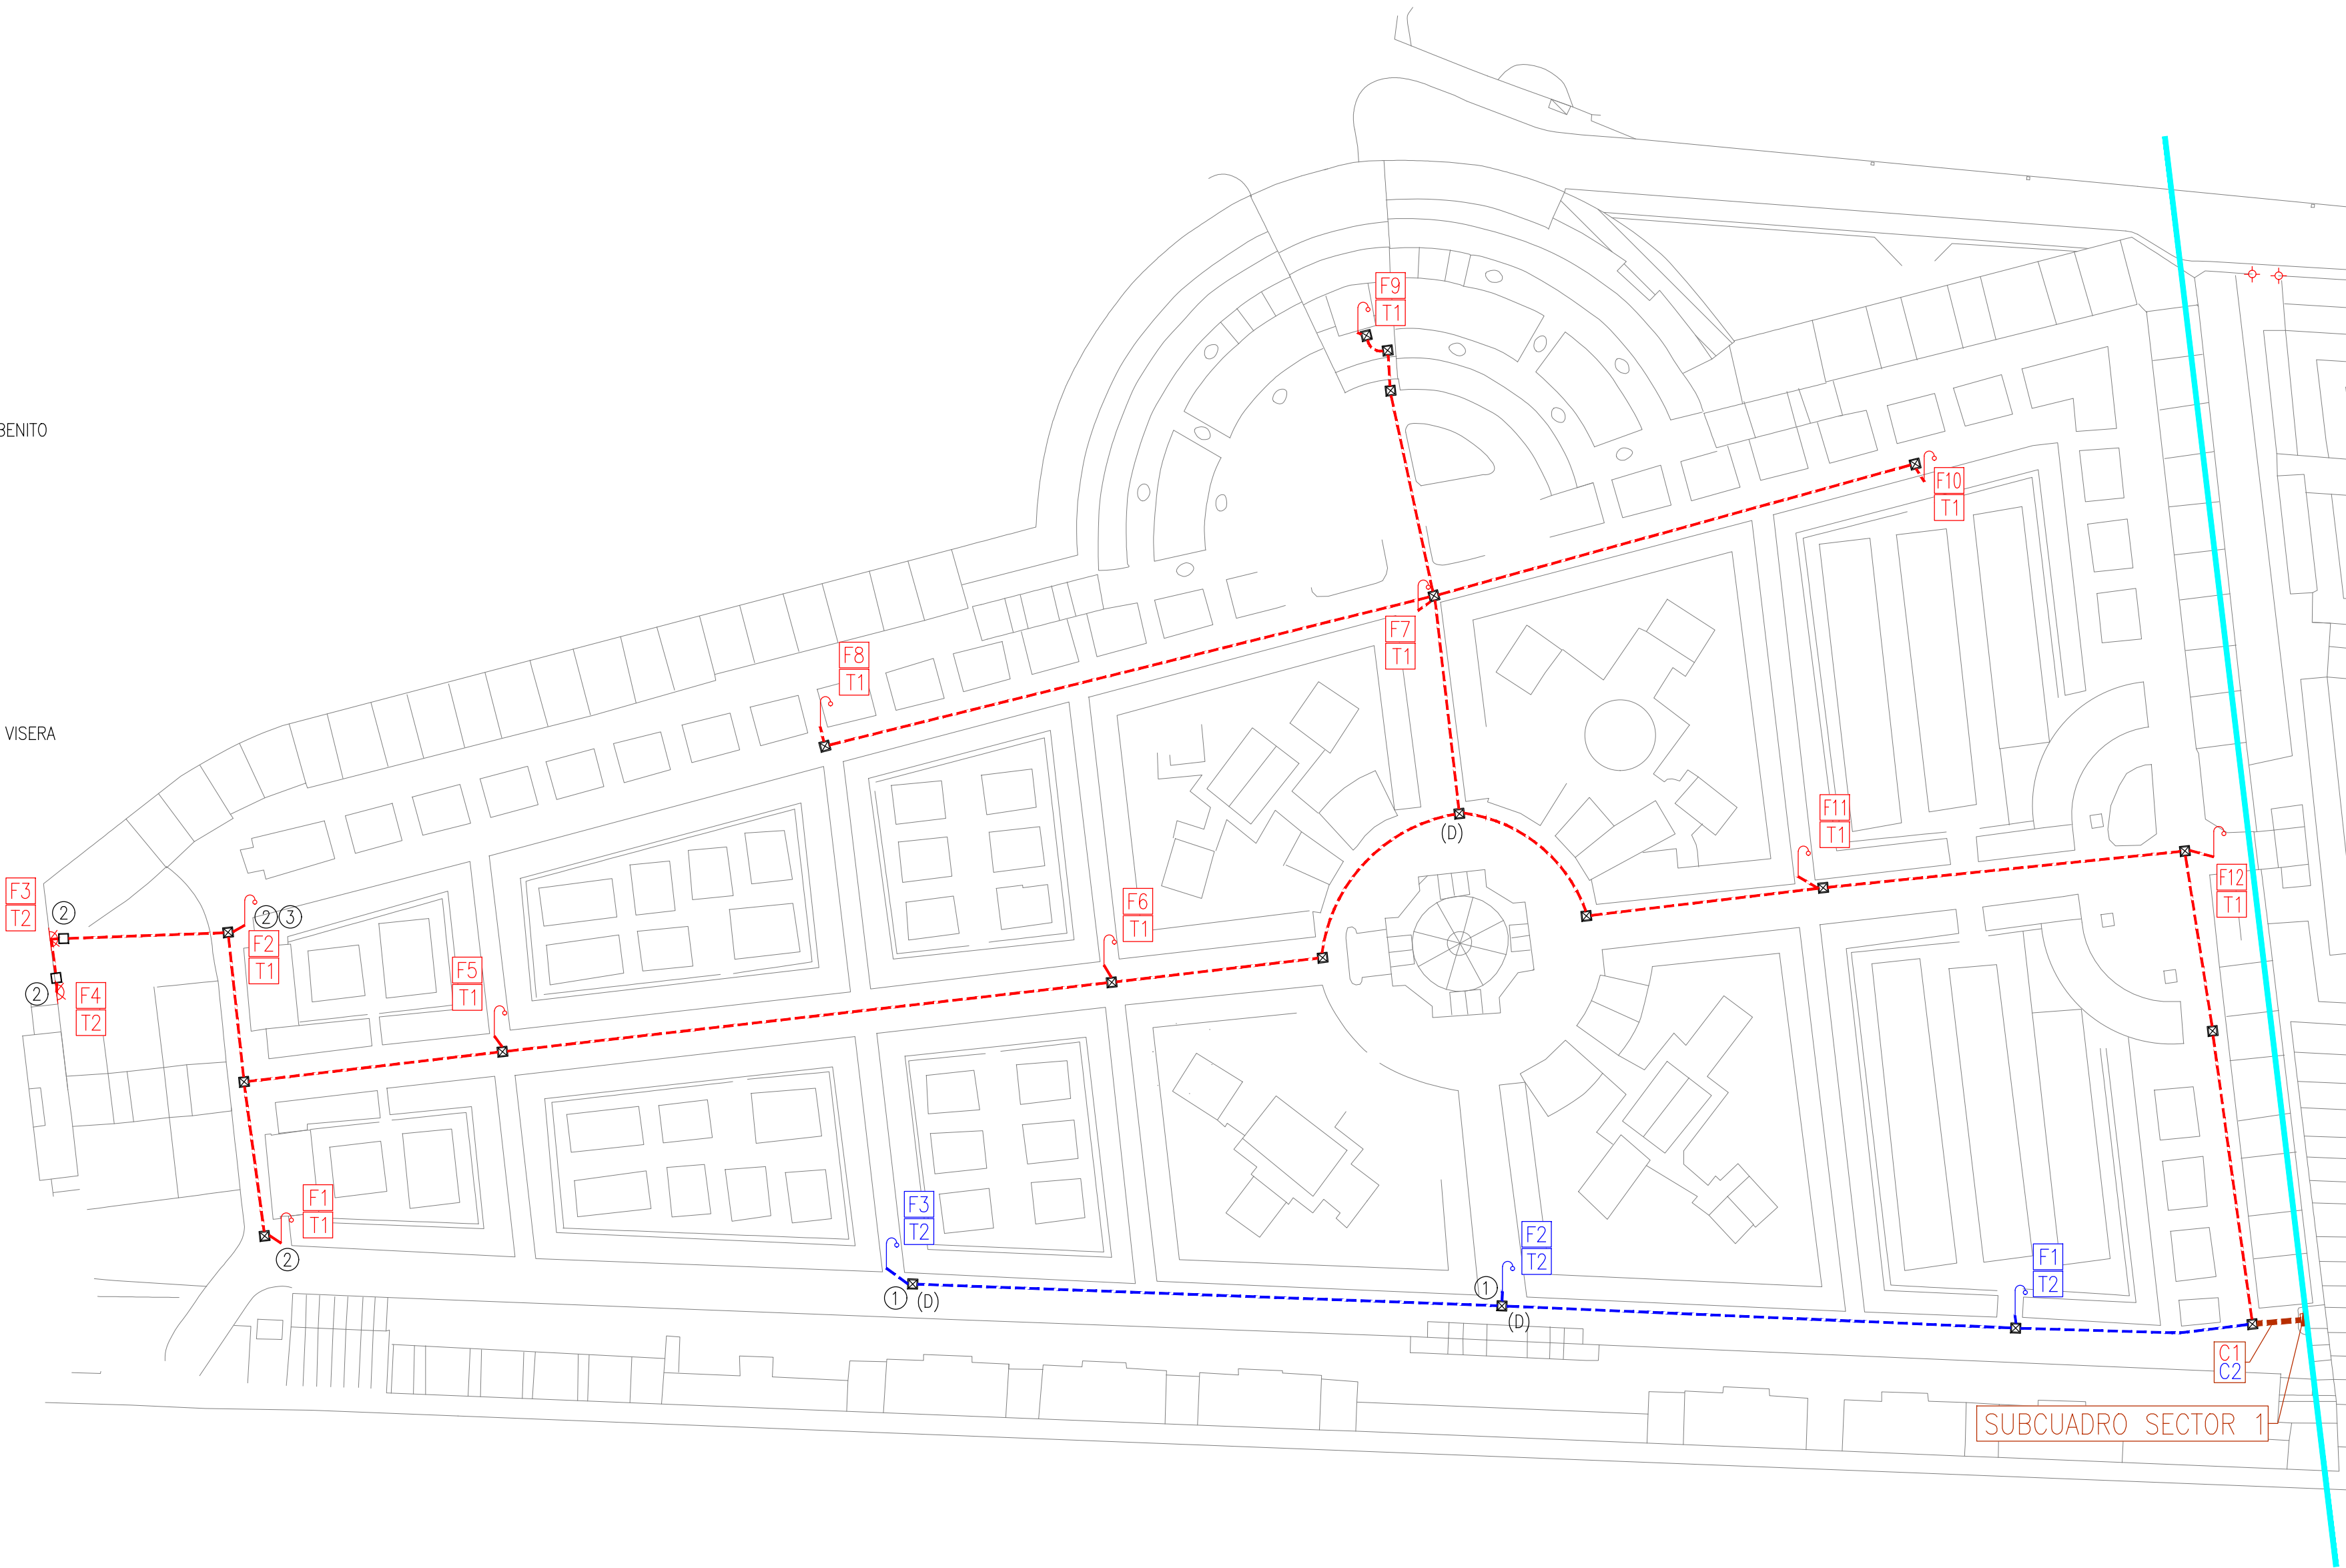 F9
T1
BENITO
F10
T1
F7
T1
F8
T1
VISERA
F11
T1
(D)
F12
T1
F3
T2
2
2 3
F6
T1
F2
T1
F5
T1
2
F4
T2
F1
T1
2
F3
T2
1
(D)
F2
T2
1
(D)
F1
T2
C1
C2
SUBCUADRO SECTOR 1